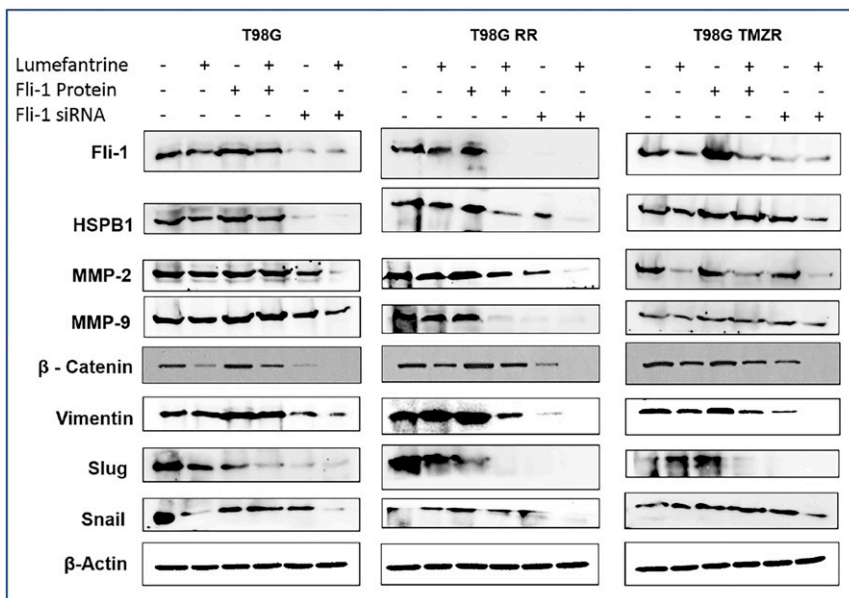 T98G T98G RR T98G TMZR
Lumefantrine - + - + - + - + - + - + - + - + - +
Fli-1 Protein - - + + - - - - + + - - - - + + - -
Fli-1 siRNA - - - - + + - - - - + + - - - - + +
Fli-1
HSPB1
MMP-2
MMP-9
β - Catenin
Vimentin
Slug
Snail
β-Actin